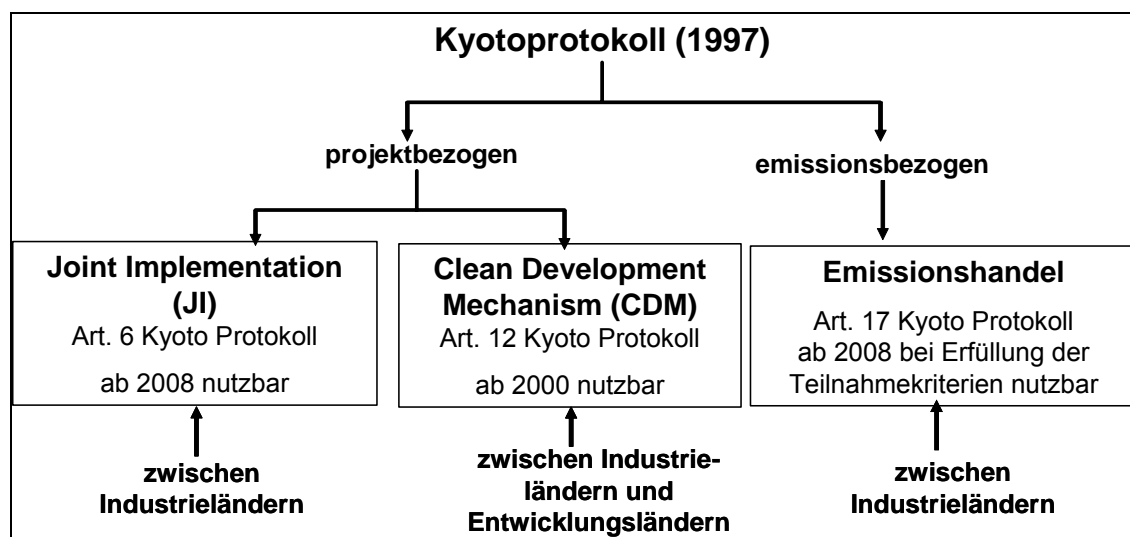 Kyotoprotokoll (1997)
projektbezogen
emissionsbezogen
Joint Implementation
(JI)
Art. 6 Kyoto Protokoll
ab 2008 nutzbar
Clean Development
Mechanism (CDM)
Art. 12 Kyoto Protokoll
ab 2000 nutzbar
Emissionshandel
Art. 17 Kyoto Protokoll
ab 2008 bei Erfüllung der
Teilnahmekriterien nutzbar
zwischen
Industrieländern
zwischen Industrie-
ländern und
Entwicklungsländern
zwischen
Industrieländern